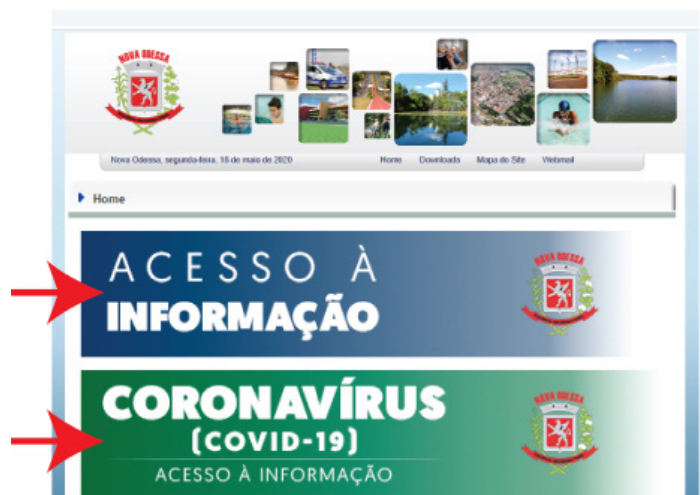 NOVA ODESSA
Nova Odessa, segunda-feira, 18 de maio de 2020
Home Downloads Mapa do Site Webmail
Home
ACESSO À
INFORMAÇÃO
NOVA ODESSA
CORONAVÍRUS
(COVID-19)
ACESSO À INFORMAÇÃO
NOVA ODESSA